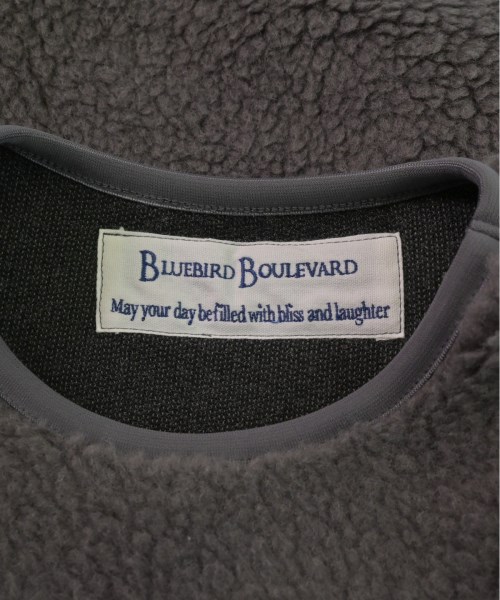 BLUEBIRD BOULEVARD
May your day be filled with bliss and laughter